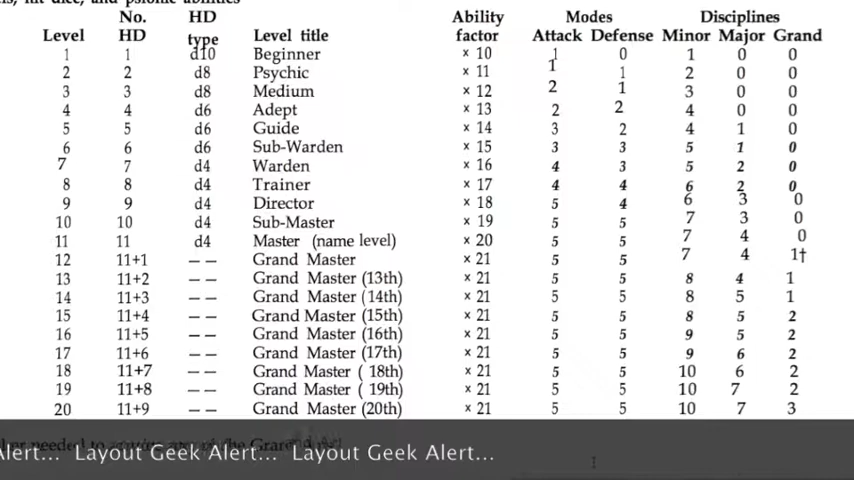 hit dice, and psionic abilities
No. HD Ability Modes Disciplines
Level HD type Level title factor Attack Defense Minor Major Grand
1 1 d10 Beginner × 10 1 0 1 0 0
2 2 d8 Psychic × 11 1 1 2 0 0
3 3 d8 Medium × 12 2 1 3 0 0
4 4 d6 Adept × 13 2 2 4 0 0
5 5 d6 Guide × 14 3 2 4 1 0
6 6 d6 Sub-Warden × 15 3 3 5 1 0
7 7 d4 Warden × 16 4 3 5 2 0
8 8 d4 Trainer × 17 4 4 6 2 0
9 9 d4 Director × 18 5 4 6 3 0
10 10 d4 Sub-Master × 19 5 5 7 3 0
11 11 d4 Master (name level) × 20 5 5 7 4 0
12 11+1 –– Grand Master × 21 5 5 7 4 1†
13 11+2 –– Grand Master (13th) × 21 5 5 8 4 1
14 11+3 –– Grand Master (14th) × 21 5 5 8 5 1
15 11+4 –– Grand Master (15th) × 21 5 5 8 5 2
16 11+5 –– Grand Master (16th) × 21 5 5 9 5 2
17 11+6 –– Grand Master (17th) × 21 5 5 9 6 2
18 11+7 –– Grand Master ( 18th) × 21 5 5 10 6 2
19 11+8 –– Grand Master ( 19th) × 21 5 5 10 7 2
20 11+9 –– Grand Master (20th) × 21 5 5 10 7 3
needed to
Alert... Layout Geek Alert... Layout Geek Alert...